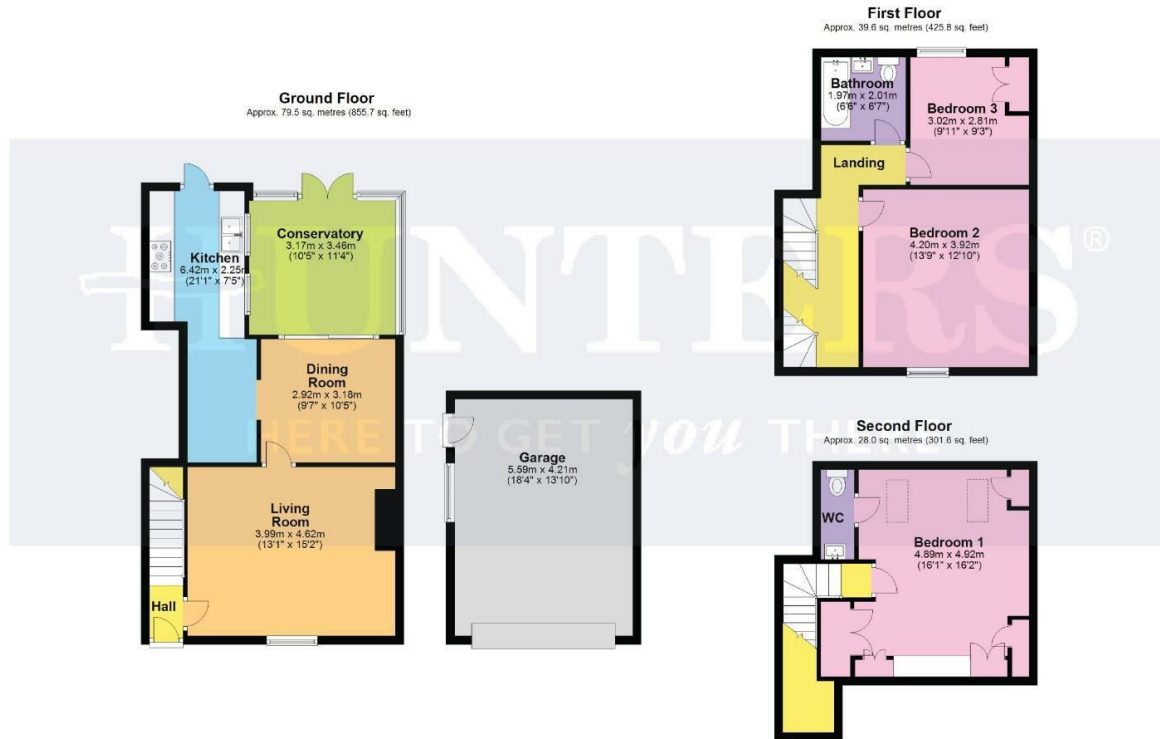 Ground Floor
Approx. 79.5 sq. metres (855.7 sq. feet)
Kitchen
6.42m x 2.25m
(21'1" x 7'5")
Conservatory
3.17m x 3.46m
(10'5" x 11'4")
Dining
Room
2.92m x 3.18m
(9'7" x 10'5")
Living
Room
3.99m x 4.62m
(13'1" x 15'2")
Hall
Garage
5.59m x 4.21m
(18'4" x 13'10")
First Floor
Approx. 39.6 sq. metres (425.8 sq. feet)
Bathroom
1.97m x 2.01m
(6'6" x 6'7")
Bedroom 3
3.02m x 2.81m
(9'11" x 9'3")
Landing
Bedroom 2
4.20m x 3.92m
(13'9" x 12'10")
Second Floor
Approx. 28.0 sq. metres (301.6 sq. feet)
WC
Bedroom 1
4.89m x 4.92m
(16'1" x 16'2")
HUNTERS®
HERE TO GET you THERE